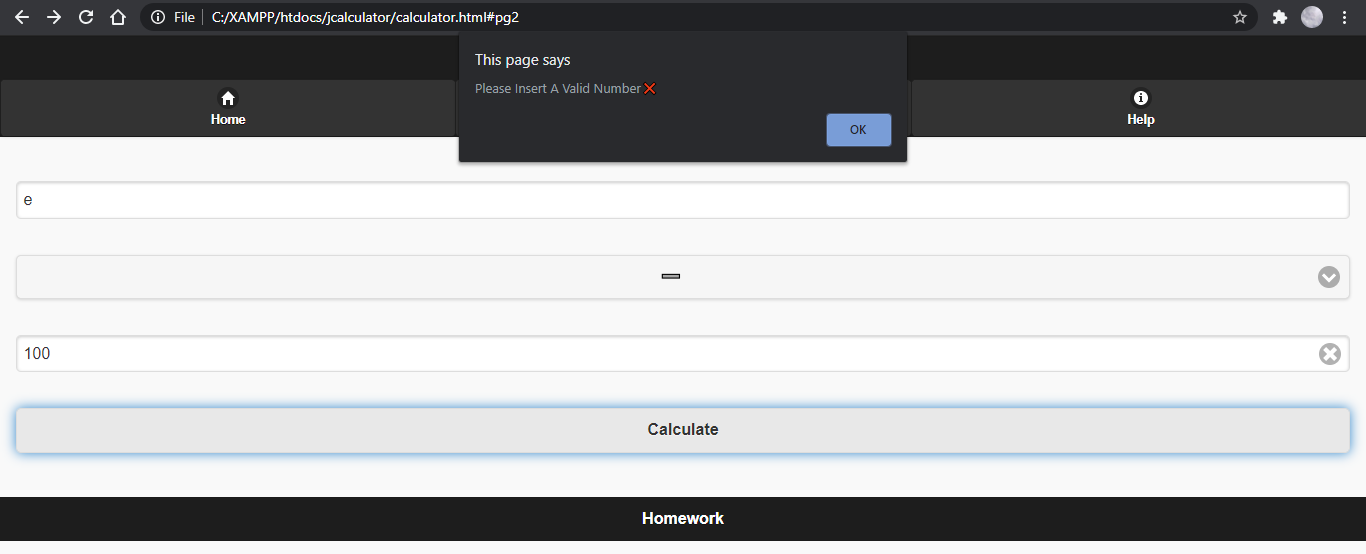 File
C:/XAMPP/htdocs/jcalculator/calculator.html#pg2
This page says
Please Insert A Valid Number❌
OK
Home
Help
e
➖
100
Calculate
Homework